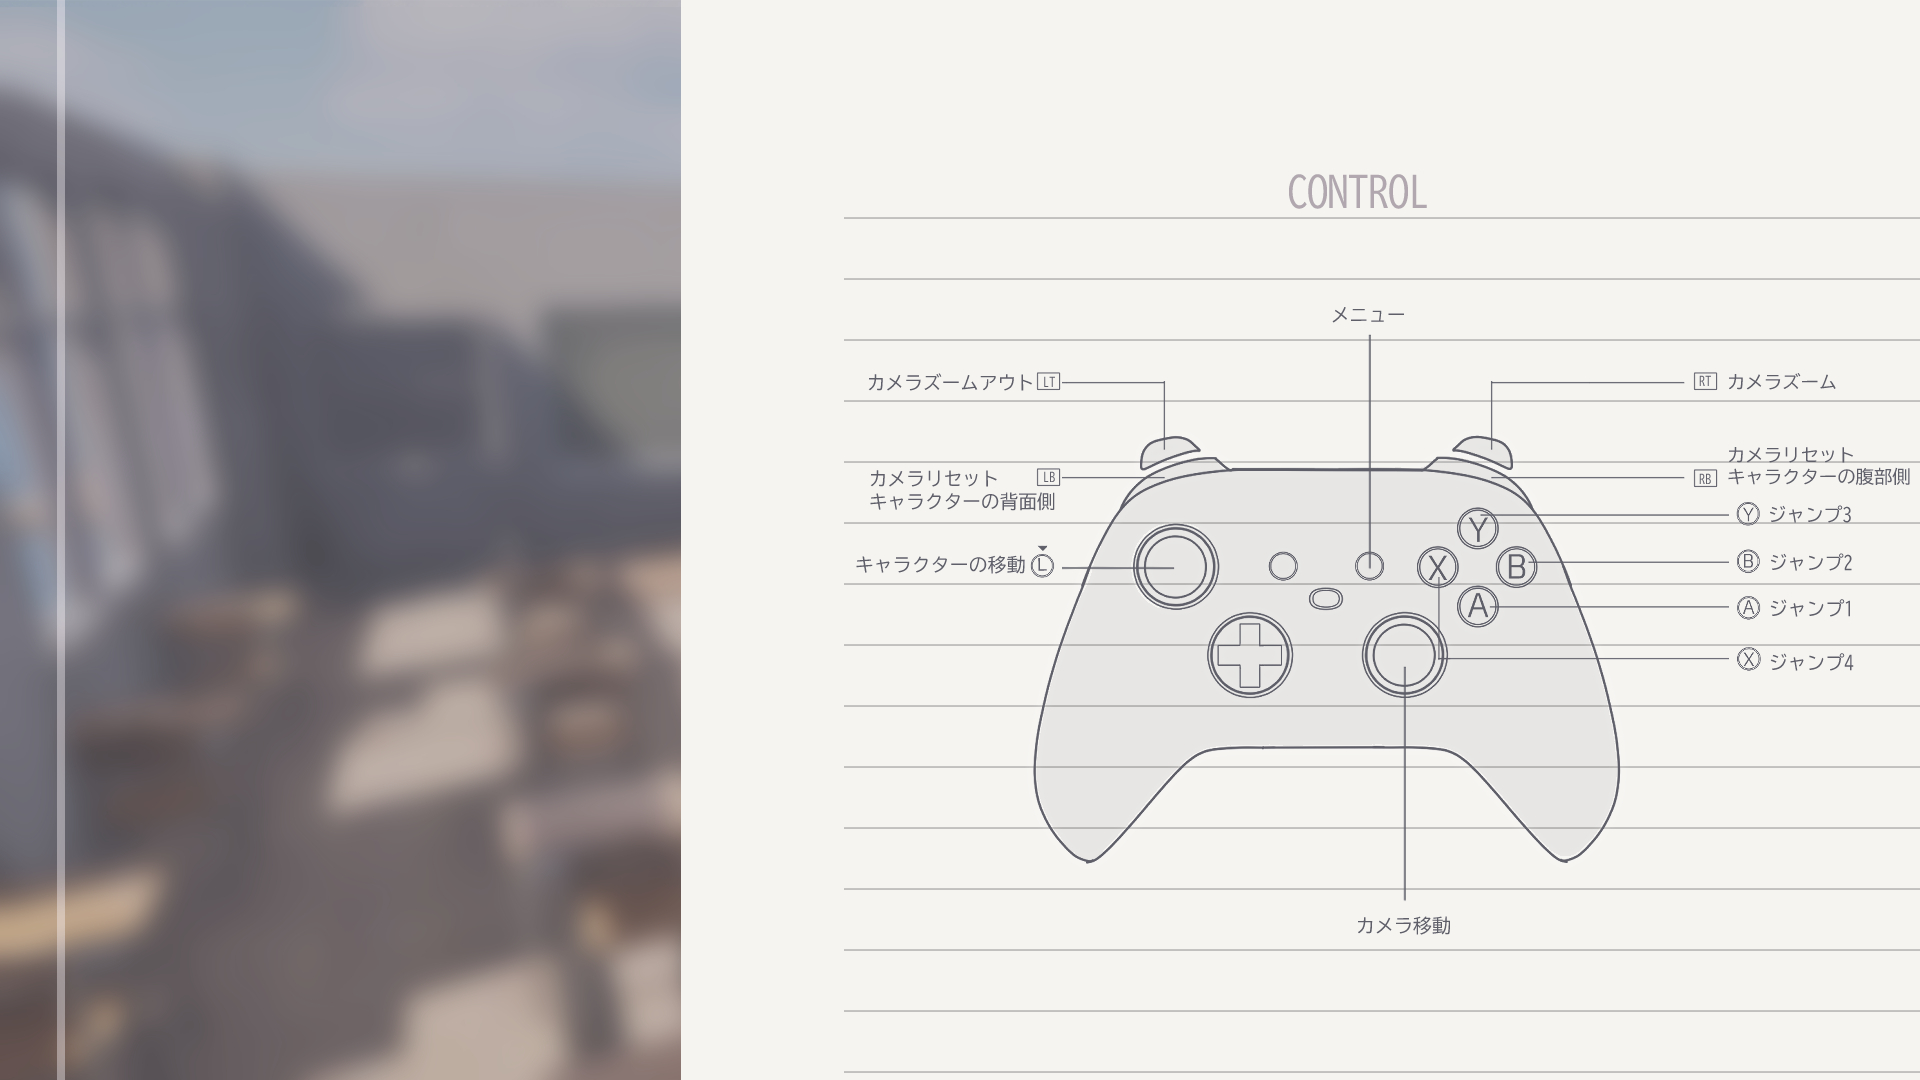 CONTROL
メニュー
カメラズームアウト LT
RT カメラズーム
カメラリセット LB
キャラクターの背面側
カメラリセット
RB キャラクターの腹部側
キャラクターの移動 L
Y
X
B
A
Y ジャンプ3
B ジャンプ2
A ジャンプ1
X ジャンプ4
カメラ移動